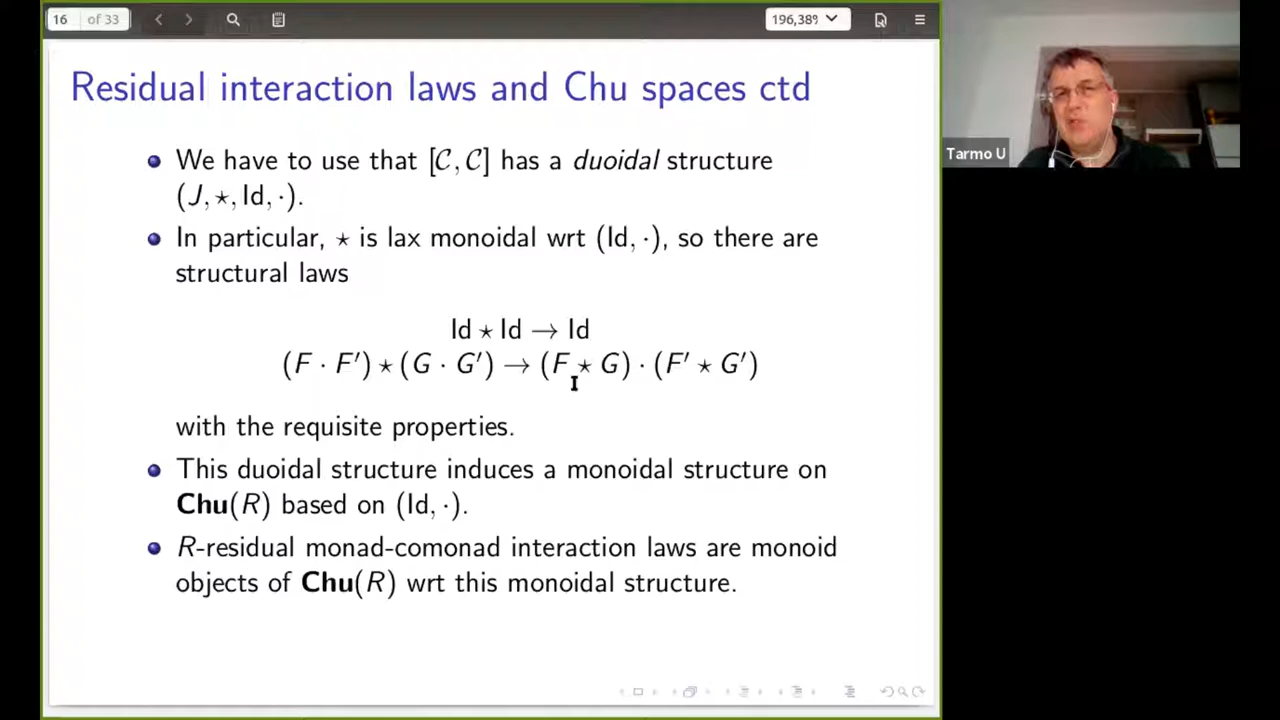 16 of 33
196,38%
Residual interaction laws and Chu spaces ctd
We have to use that [𝒞, 𝒞] has a duoidal structure
(J, ⋆, Id, ·).
In particular, ⋆ is lax monoidal wrt (Id, ·), so there are
structural laws
Id ⋆ Id → Id
(F · F′) ⋆ (G · G′) → (F ⋆ G) · (F′ ⋆ G′)
with the requisite properties.
This duoidal structure induces a monoidal structure on
Chu(R) based on (Id, ·).
R-residual monad-comonad interaction laws are monoid
objects of Chu(R) wrt this monoidal structure.
Tarmo U